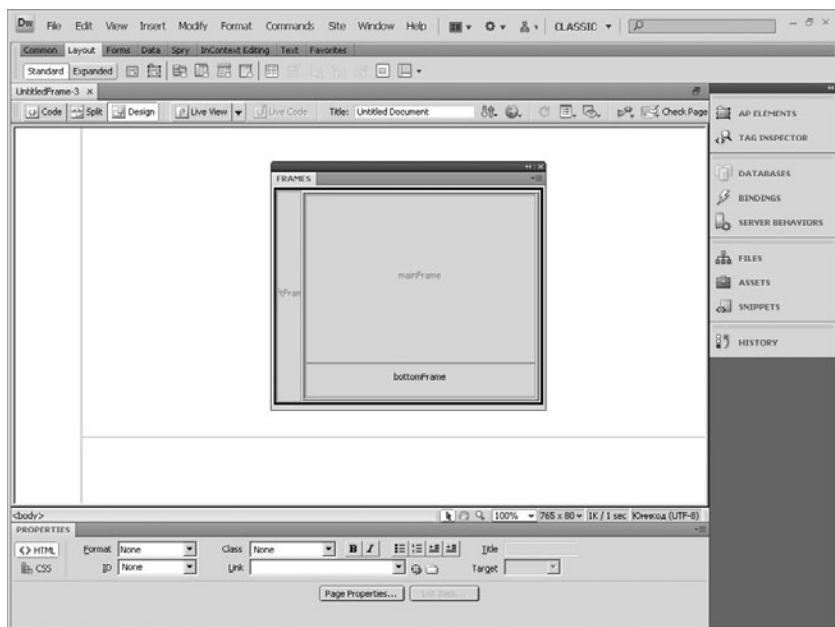 Dw File Edit View Insert Modify Format Commands Site Window Help CLASSIC
Common Layout Forms Data Spry InContext Editing Text Favorites
Standard Expanded
UntitledFrame-3 ×
Code Split Design Live View Live Code Title: Untitled Document Check Page
AP ELEMENTS
TAG INSPECTOR
DATABASES
BINDINGS
SERVER BEHAVIORS
FILES
ASSETS
SNIPPETS
HISTORY
FRAMES
mainFrame
tFram
bottomFrame
<body> 100% 765 x 80 1K / 1 sec Юникод (UTF-8)
PROPERTIES
<> HTML Format None Class None B I Title
CSS ID None Link Target
Page Properties... List Item...